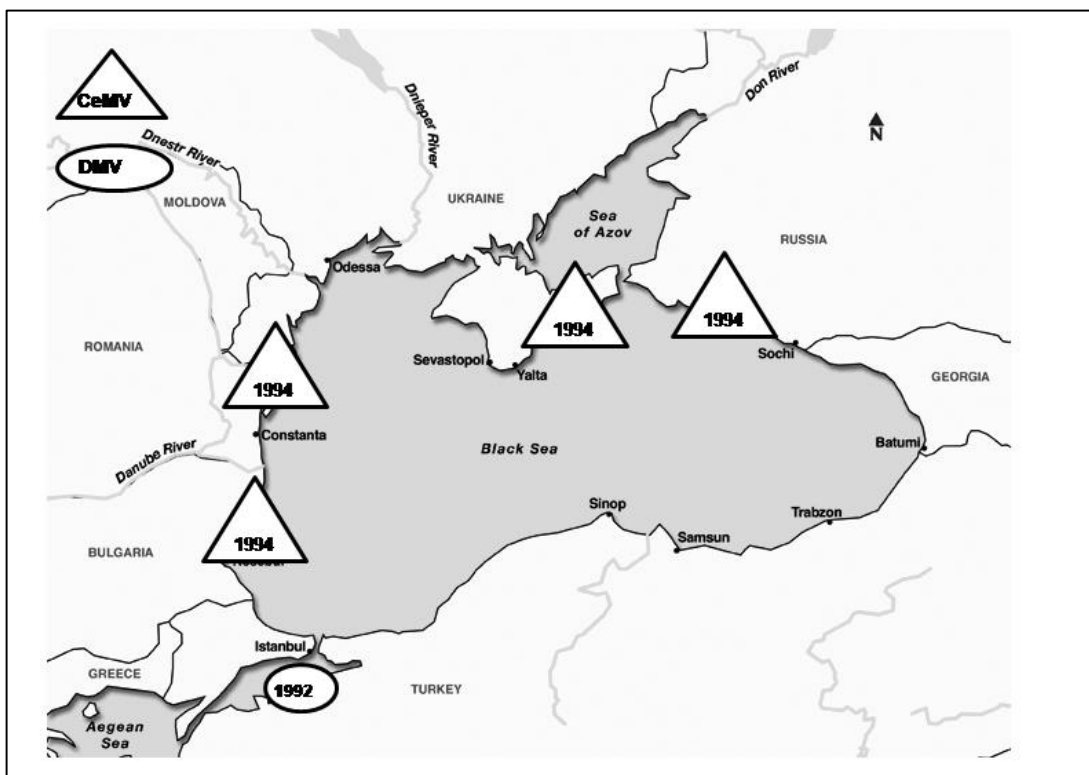 CeMV
DMV
Dnestr River
MOLDOVA
Dnieper River
Don River
N
UKRAINE
Sea
of Azov
RUSSIA
Odessa
ROMANIA
1994
1994
1994
Sevastopol
Yalta
Sochi
GEORGIA
Constanta
Black Sea
Batumi
Danube River
Sinop
Trabzon
Samsun
BULGARIA
1994
Istanbul
GREECE
1992
TURKEY
Aegean
Sea